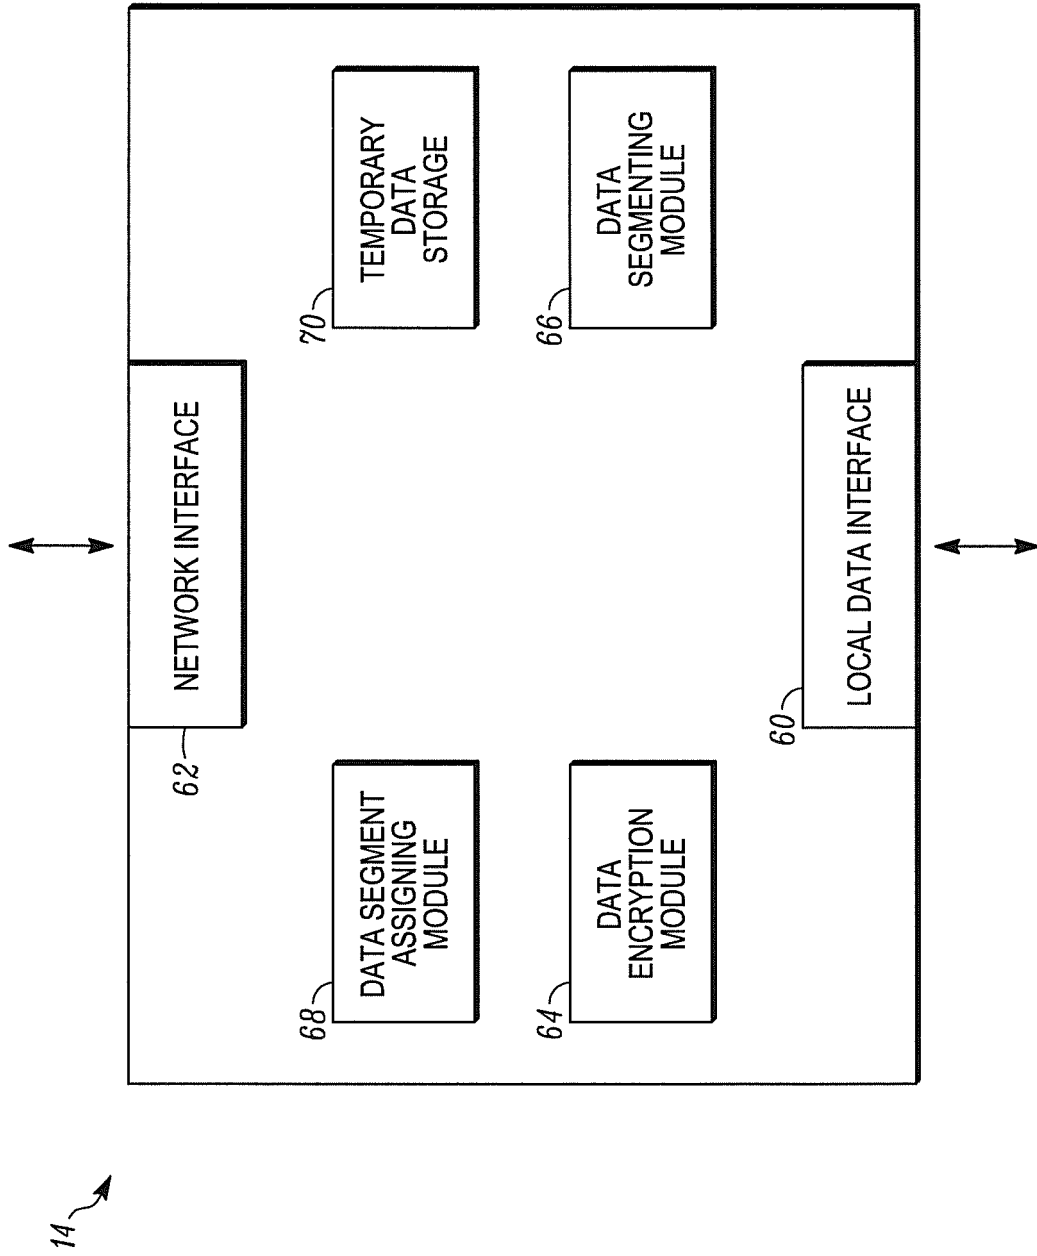 14
62
NETWORK INTERFACE
68
DATA SEGMENT
ASSIGNING
MODULE
70
TEMPORARY
DATA
STORAGE
64
DATA
ENCRYPTION
MODULE
66
DATA
SEGMENTING
MODULE
60
LOCAL DATA INTERFACE